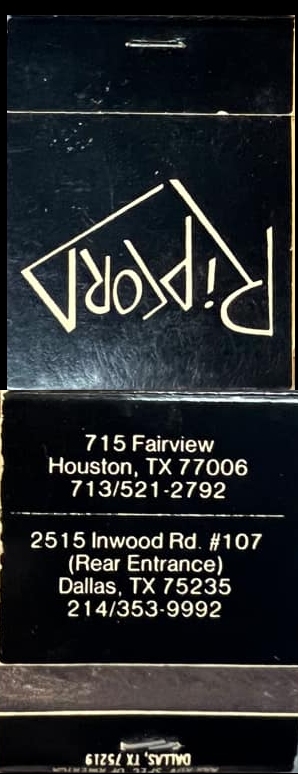 RipCORD
715 Fairview
Houston, TX 77006
713/521-2792
2515 Inwood Rd. #107
(Rear Entrance)
Dallas, TX 75235
214/353-9992
DALLAS, TX 75219